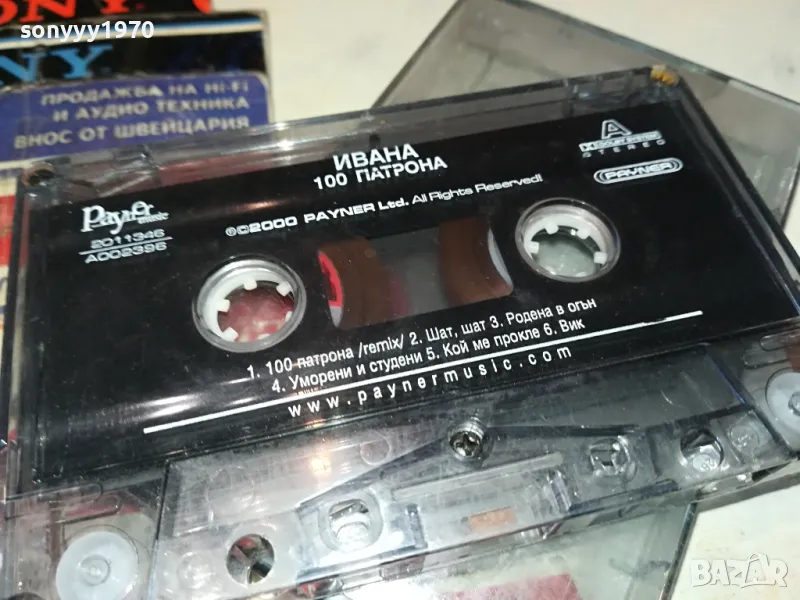 sonyyy1970
SONY
NY
ПРОДАЖБА НА HI-FI
И АУДИО ТЕХНИКА
ВНОС ОТ ШВЕЙЦАРИЯ
ИВАНА
100 ПАТРОНА
A
STEREO
PAYNER
Payner
music
2011346
A002396
©2000 PAYNER Ltd. All Rights Reserved!
1. 100 патрона /remix/ 2. Шат, шат 3. Родена в огън
4. Уморени и студени 5. Кой ме прокле 6. Вик
www.paynermusic.com
BAZAR